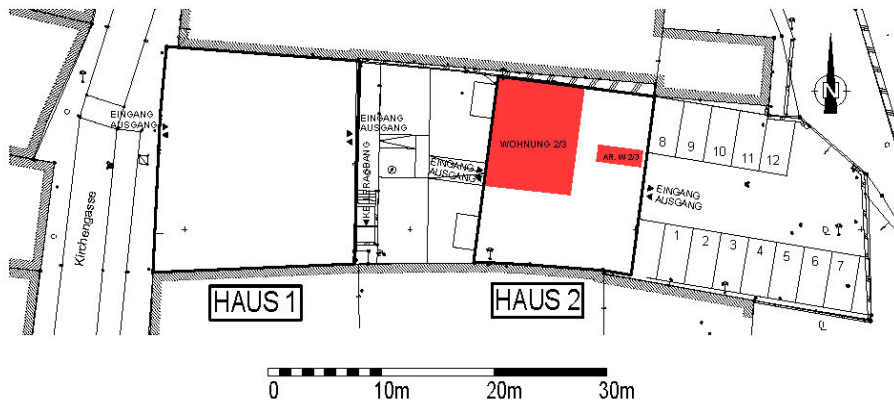 N
EINGANG
AUSGANG
EINGANG
AUSGANG
WOHNUNG 2/3
AR. W 2/3
8
9
10
11
12
EINGANG
AUSGANG
EINGANG
AUSGANG
KELLERABGANG
Kirchengasse
1
2
3
4
5
6
7
HAUS 1
HAUS 2
0
10m
20m
30m